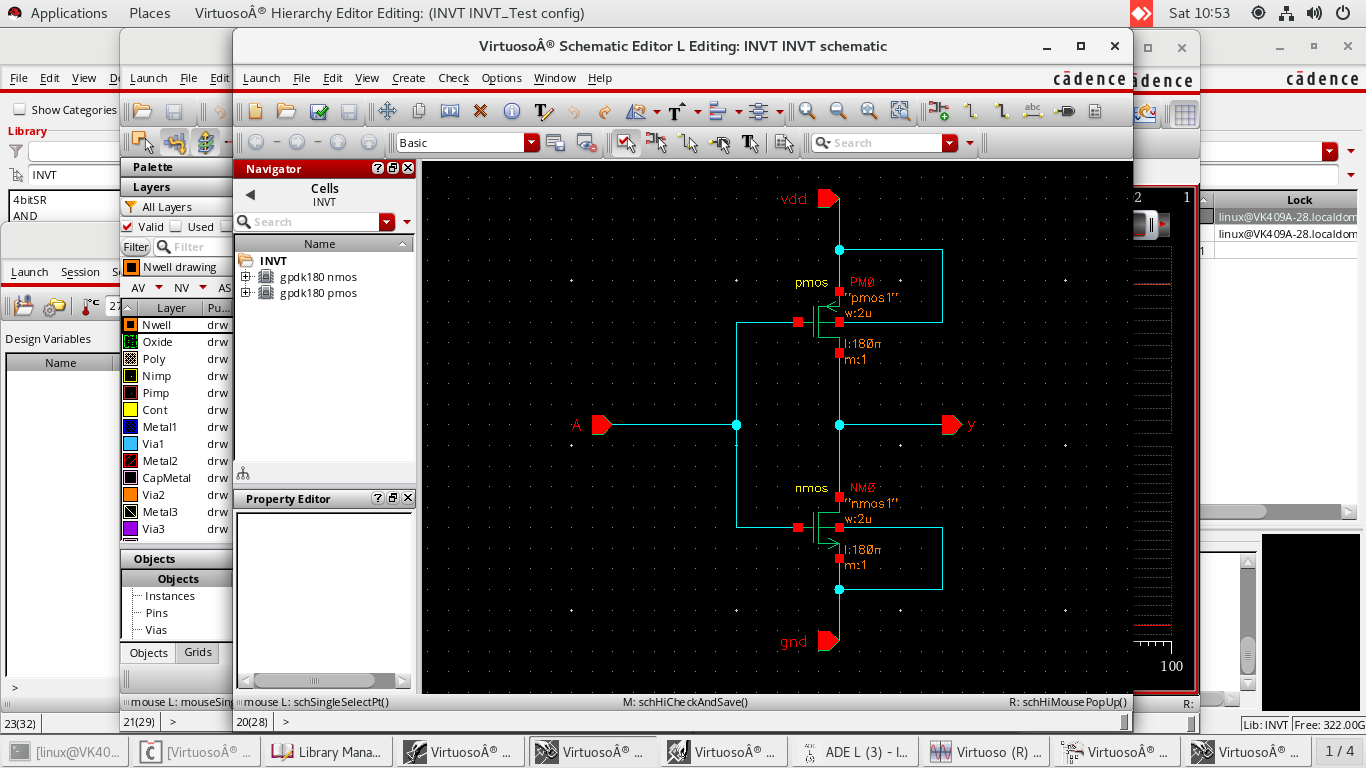 Applications Places VirtuosoÂ® Hierarchy Editor Editing: (INVT INVT_Test config) Sat 10:53
VirtuosoÂ® Schematic Editor L Editing: INVT INVT schematic
File Edit View
Launch File Edit
Launch File Edit View Create Check Options Window Help cādence
cādence
cādence
Show Categories
Library
INVT
4bitSR
AND
Launch Session
27
Design Variables
Name
>
23(32)
Palette
Layers
All Layers
Valid Used
Filter Filter
Nwell drawing
AV NV AS
Layer Pu...
Nwell drw
Oxide drw
Poly drw
Nimp drw
Pimp drw
Cont drw
Metal1 drw
Via1 drw
Metal2 drw
CapMetal drw
Via2 drw
Metal3 drw
Via3 drw
Objects
Objects
Instances
Pins
Vias
Objects Grids
mouse L: mouseSing
21(29) >
abc
Basic
Search
Navigator
Cells
INVT
Search
Name
INVT
gpdk180 nmos
gpdk180 pmos
Property Editor
vdd
pmos PM0
"pmos1"
w:2u
l:180n
m:1
A
y
nmos NM0
"nmos1"
w:2u
l:180n
m:1
gnd
mouse L: schSingleSelectPt() M: schHiCheckAndSave() R: schHiMousePopUp()
20(28) >
2 1
100
R:
Lock
linux@VK409A-28.localdom
linux@VK409A-28.localdom
1
Lib: INVT Free: 322.00G
[linux@VK40... [VirtuosoÂ® ... Library Mana... VirtuosoÂ® ... VirtuosoÂ® ... VirtuosoÂ® ... ADE L (3) - I... Virtuoso (R) ... VirtuosoÂ® ... VirtuosoÂ® ... 1 / 4